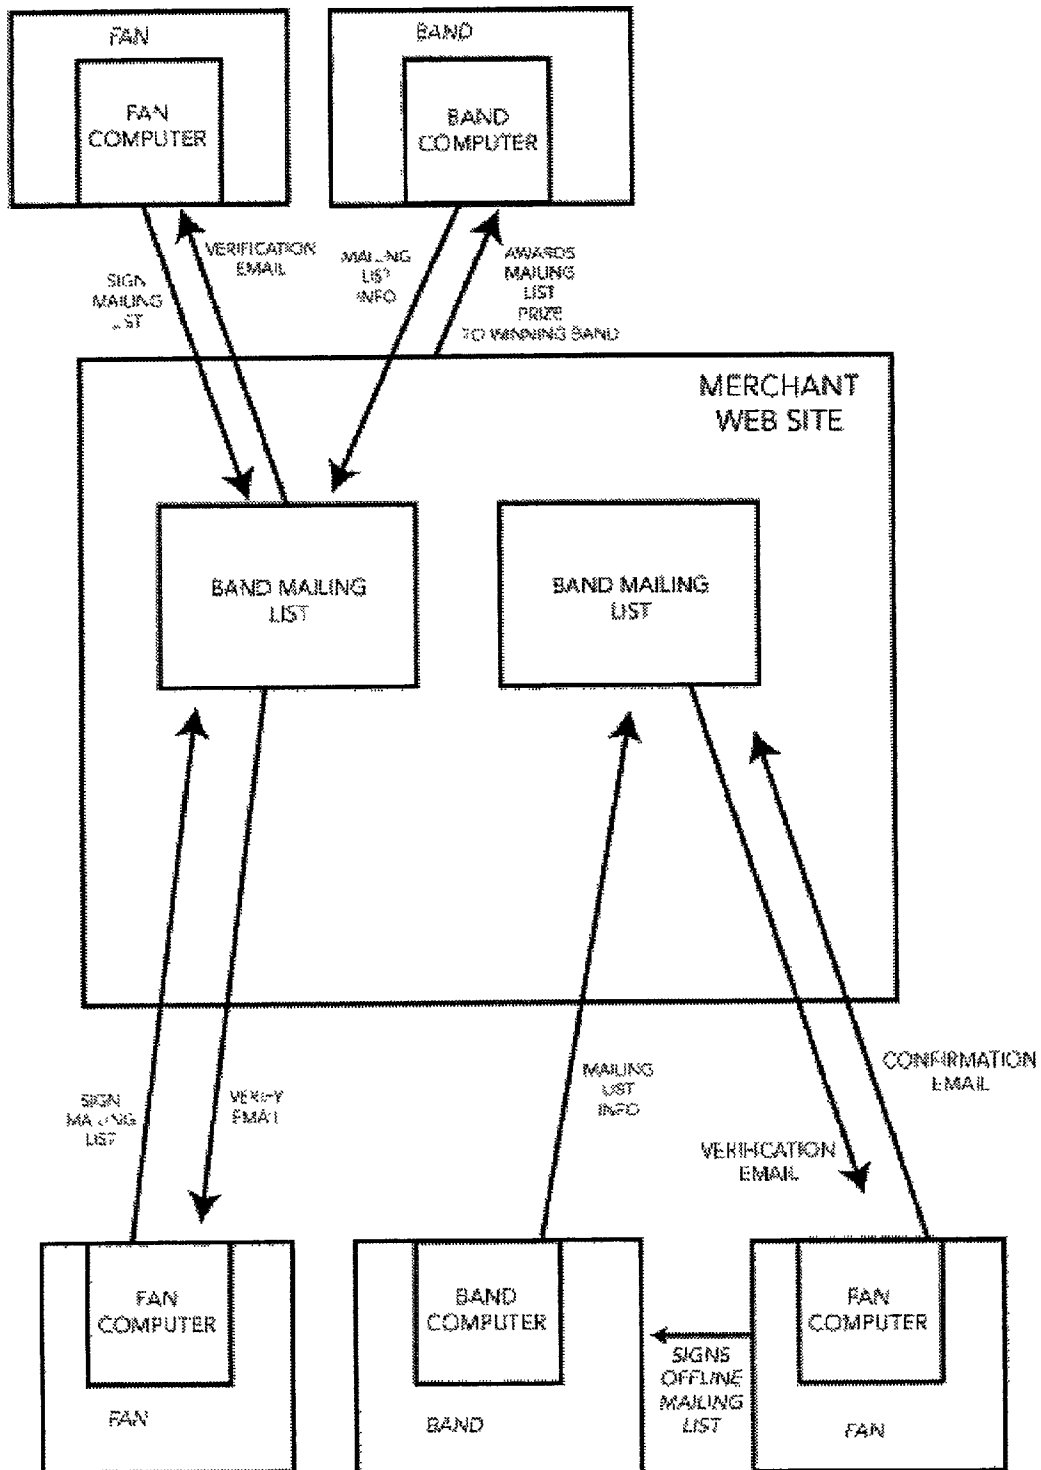 FAN
BAND
FAN
COMPUTER
BAND
COMPUTER
VERIFICATION
EMAIL
SIGN
MAILING
LIST
MAILING
LIST
INFO
AWARDS
MAILING
LIST
PRIZE
TO WINNING BAND
MERCHANT
WEB SITE
BAND MAILING
LIST
BAND MAILING
LIST
SIGN
MAILING
LIST
VERIFY
EMAIL
MAILING
LIST
INFO
CONFIRMATION
EMAIL
VERIFICATION
EMAIL
FAN
COMPUTER
FAN
BAND
COMPUTER
BAND
SIGNS
OFFLINE
MAILING
LIST
FAN
COMPUTER
FAN